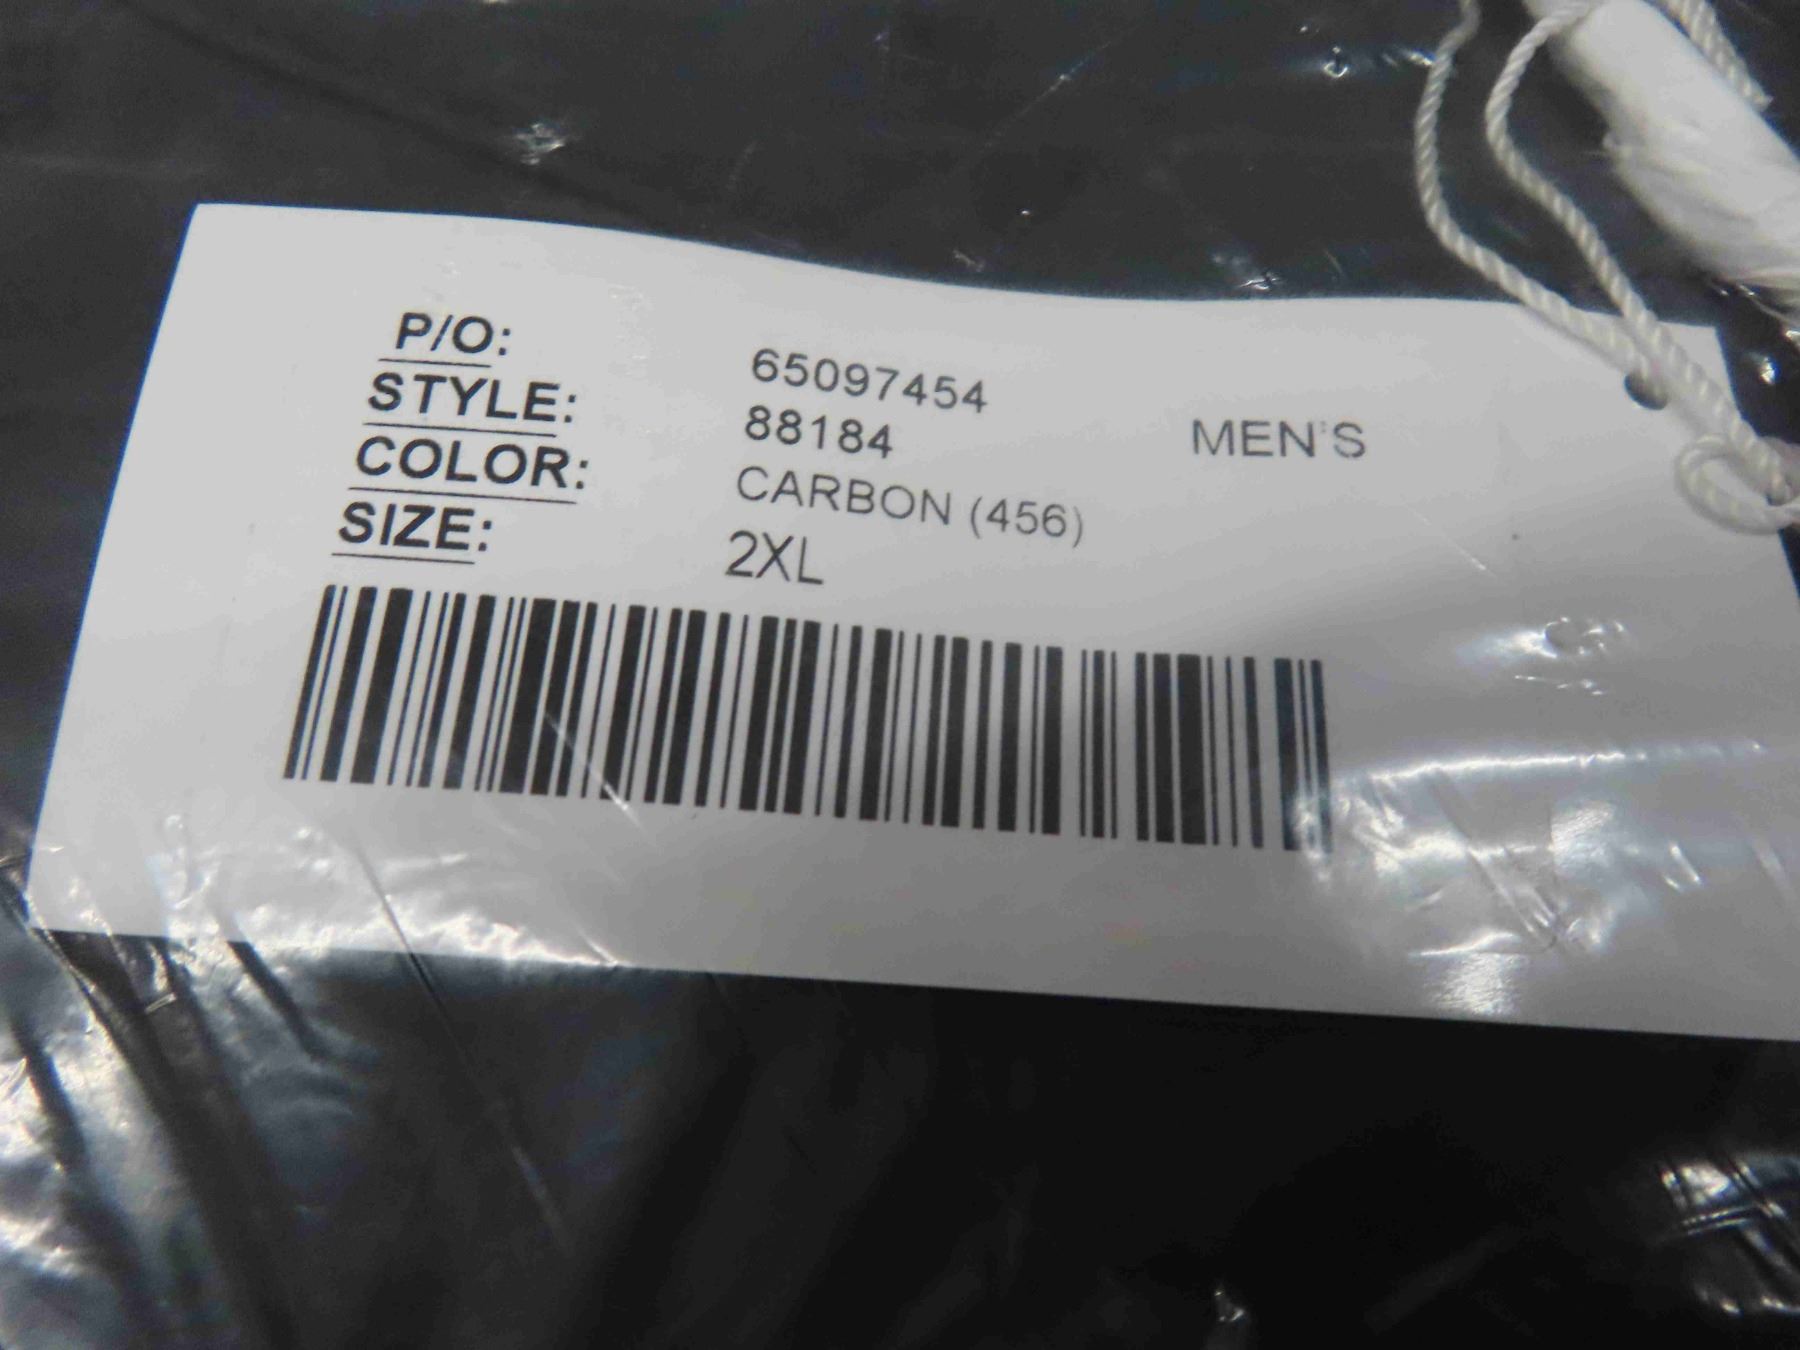 P/O: 65097454
STYLE: 88184 MEN'S
COLOR: CARBON (456)
SIZE: 2XL